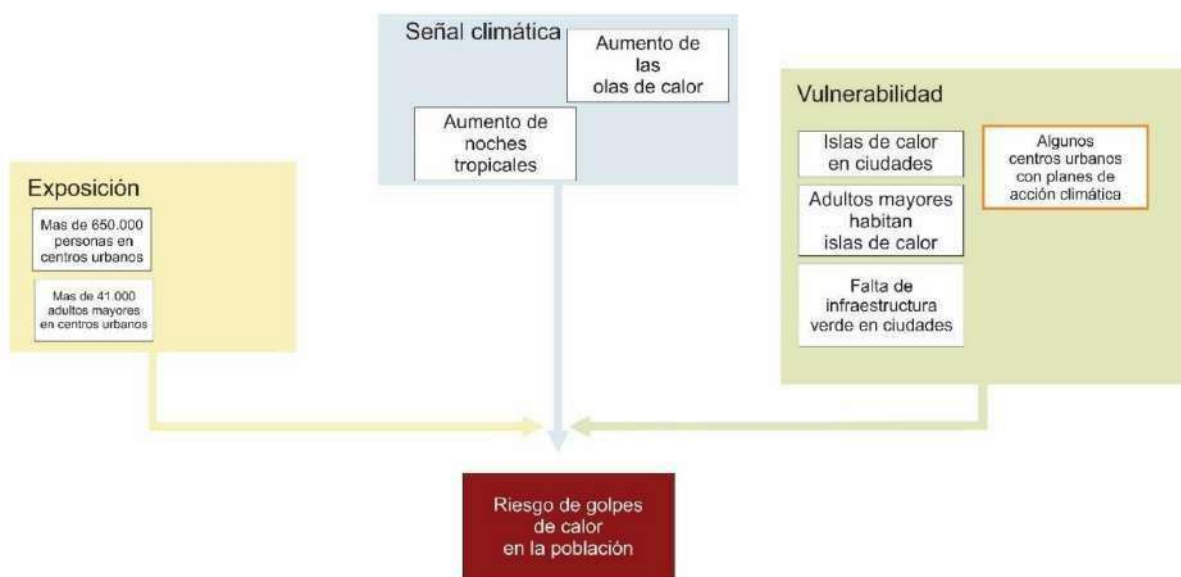 Señal climática
Aumento de
las
olas de calor
Aumento de
noches
tropicales
Exposición
Mas de 650.000
personas en
centros urbanos
Mas de 41.000
adultos mayores
en centros urbanos
Vulnerabilidad
Islas de calor
en ciudades
Adultos mayores
habitan
islas de calor
Falta de
infraestructura
verde en ciudades
Algunos
centros urbanos
con planes de
acción climática
Riesgo de golpes
de calor
en la población